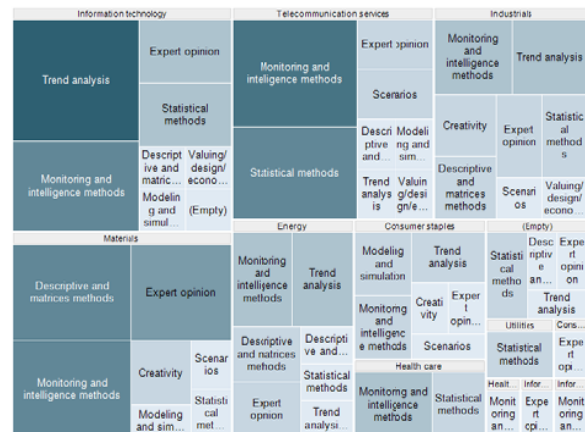 Information technology
Trend analysis
Expert opinion
Statistical
methods
Monitoring and
intelligence methods
Descript
ive and
matric...
Valuing/
design/
econo...
Modelin
g and
simul...
(Empty)
Telecommunication services
Monitoring and
intelligence methods
Statistical methods
Expert opinion
Scenarios
Descri
ptive
and ...
Modeli
ng and
sim...
Trend
analys
is
Valuin
g/desi
gn/e...
Industrials
Monitoring
and
intelligence
methods
Trend analysis
Creativity
Descriptive
and matrices
methods
Expert
opinion
Statistic
al
method
s
Scenari
os
Valuing/
design/
econo...
Materials
Descriptive and
matrices methods
Expert opinion
Monitoring and
intelligence methods
Creativity
Scenar
ios
Modeling
and sim...
Statisti
cal
met...
Energy
Monitoring
and
intelligence
methods
Trend
analysis
Descriptive
and matrices
methods
Descriptiv
e and...
Statistical
methods
Expert
opinion
Trend
analysi...
Consumer staples
Modeling
and
simulation
Trend
analysis
Monitoring
and
intelligenc
e methods
Creati
vity
Exper
t
opin...
Scenarios
Health care
Monitoring
and
intelligence
methods
Statistical
methods
(Empty)
Statisti
cal
metho
ds
Desc
riptiv
e
an...
Exp
ert
opini
on
Trend
analysis
Utilities
Statistical
methods
Cons...
Expe
rt
opi...
Healt...
Monit
oring
an...
Infor...
Expe
rt
opi...
Infor...
Monit
oring
an...